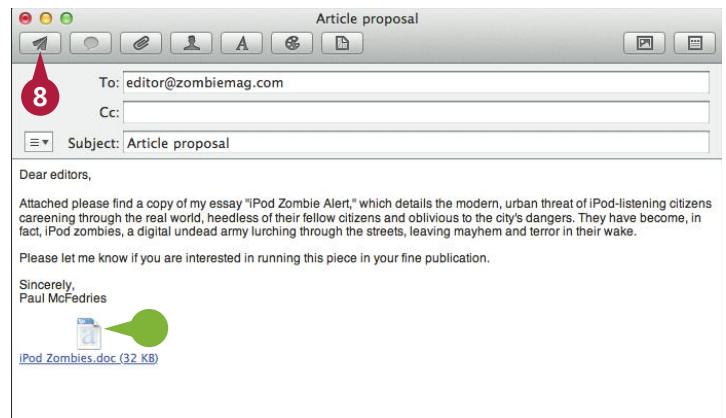 Article proposal
A
8
To: editor@zombiemag.com
Cc:
Subject: Article proposal
Dear editors,
Attached please find a copy of my essay "iPod Zombie Alert," which details the modern, urban threat of iPod-listening citizens
careening through the real world, heedless of their fellow citizens and oblivious to the city's dangers. They have become, in
fact, iPod zombies, a digital undead army lurching through the streets, leaving mayhem and terror in their wake.
Please let me know if you are interested in running this piece in your fine publication.
Sincerely,
Paul McFedries
a
iPod Zombies.doc (32 KB)